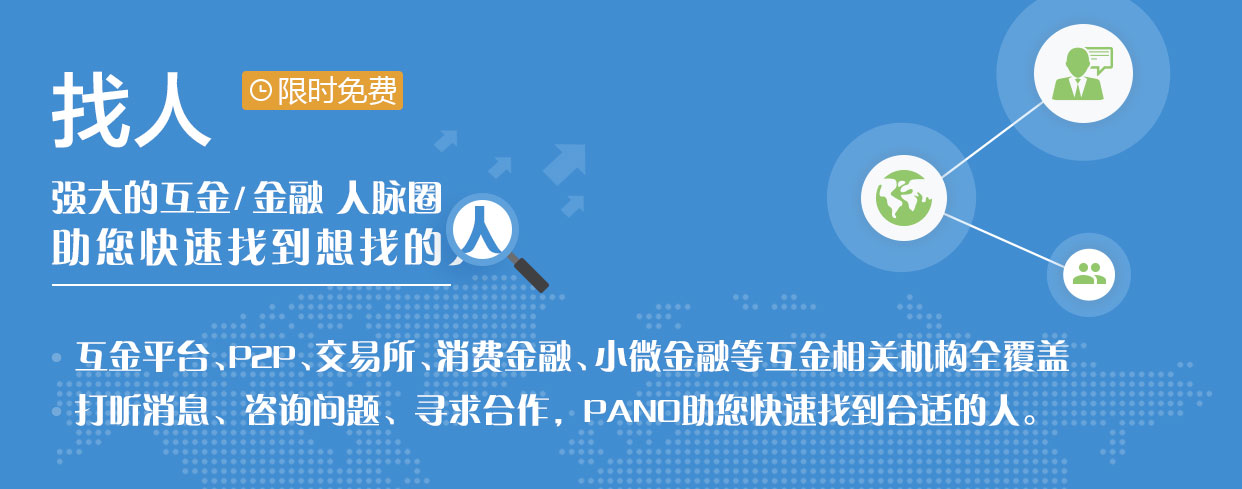 找人 限时免费
强大的互金/金融 人脉圈
助您快速找到想找的人
互金平台、P2P、交易所、消费金融、小微金融等互金相关机构全覆盖
打听消息、咨询问题、寻求合作，PANO助您快速找到合适的人。